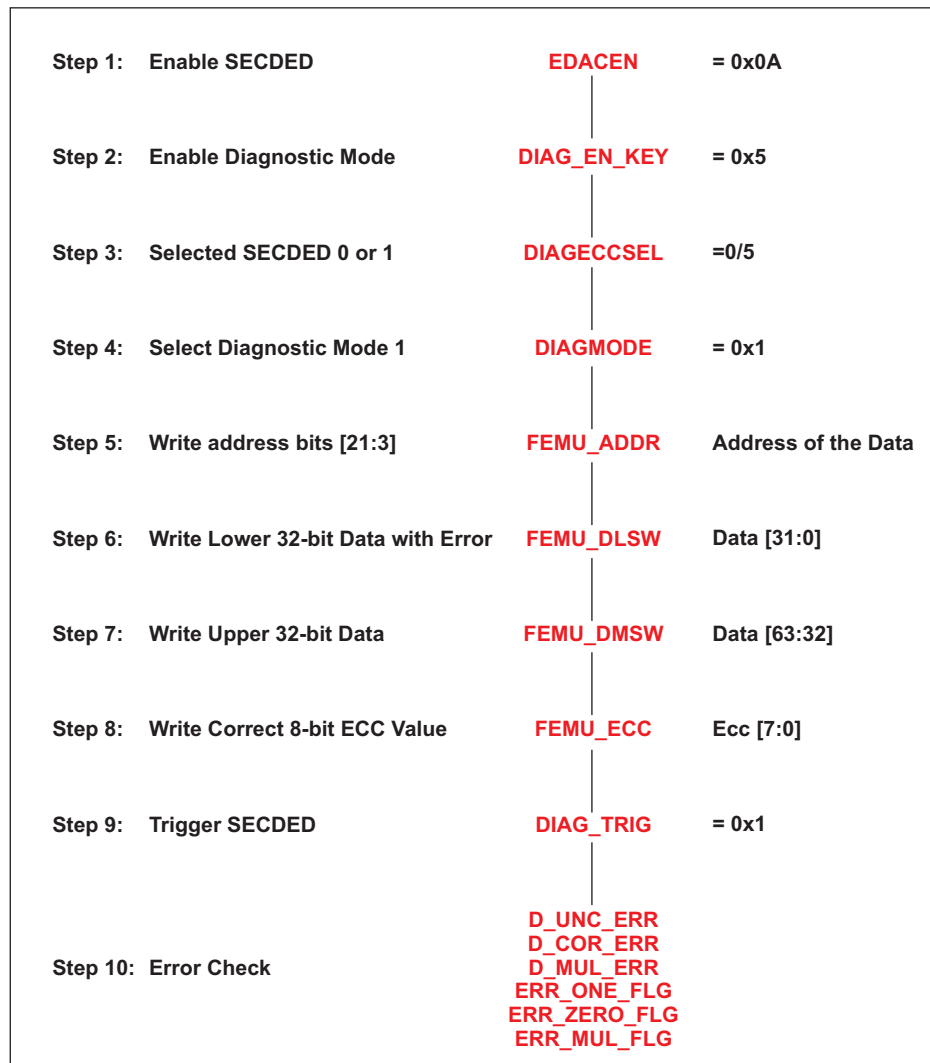 Step 1: Enable SECDED EDACEN = 0x0A
Step 2: Enable Diagnostic Mode DIAG_EN_KEY = 0x5
Step 3: Selected SECDED 0 or 1 DIAGECCSEL =0/5
Step 4: Select Diagnostic Mode 1 DIAGMODE = 0x1
Step 5: Write address bits [21:3] FEMU_ADDR Address of the Data
Step 6: Write Lower 32-bit Data with Error FEMU_DLSW Data [31:0]
Step 7: Write Upper 32-bit Data FEMU_DMSW Data [63:32]
Step 8: Write Correct 8-bit ECC Value FEMU_ECC Ecc [7:0]
Step 9: Trigger SECDED DIAG_TRIG = 0x1
D_UNC_ERR
D_COR_ERR
Step 10: Error Check D_MUL_ERR
ERR_ONE_FLG
ERR_ZERO_FLG
ERR_MUL_FLG